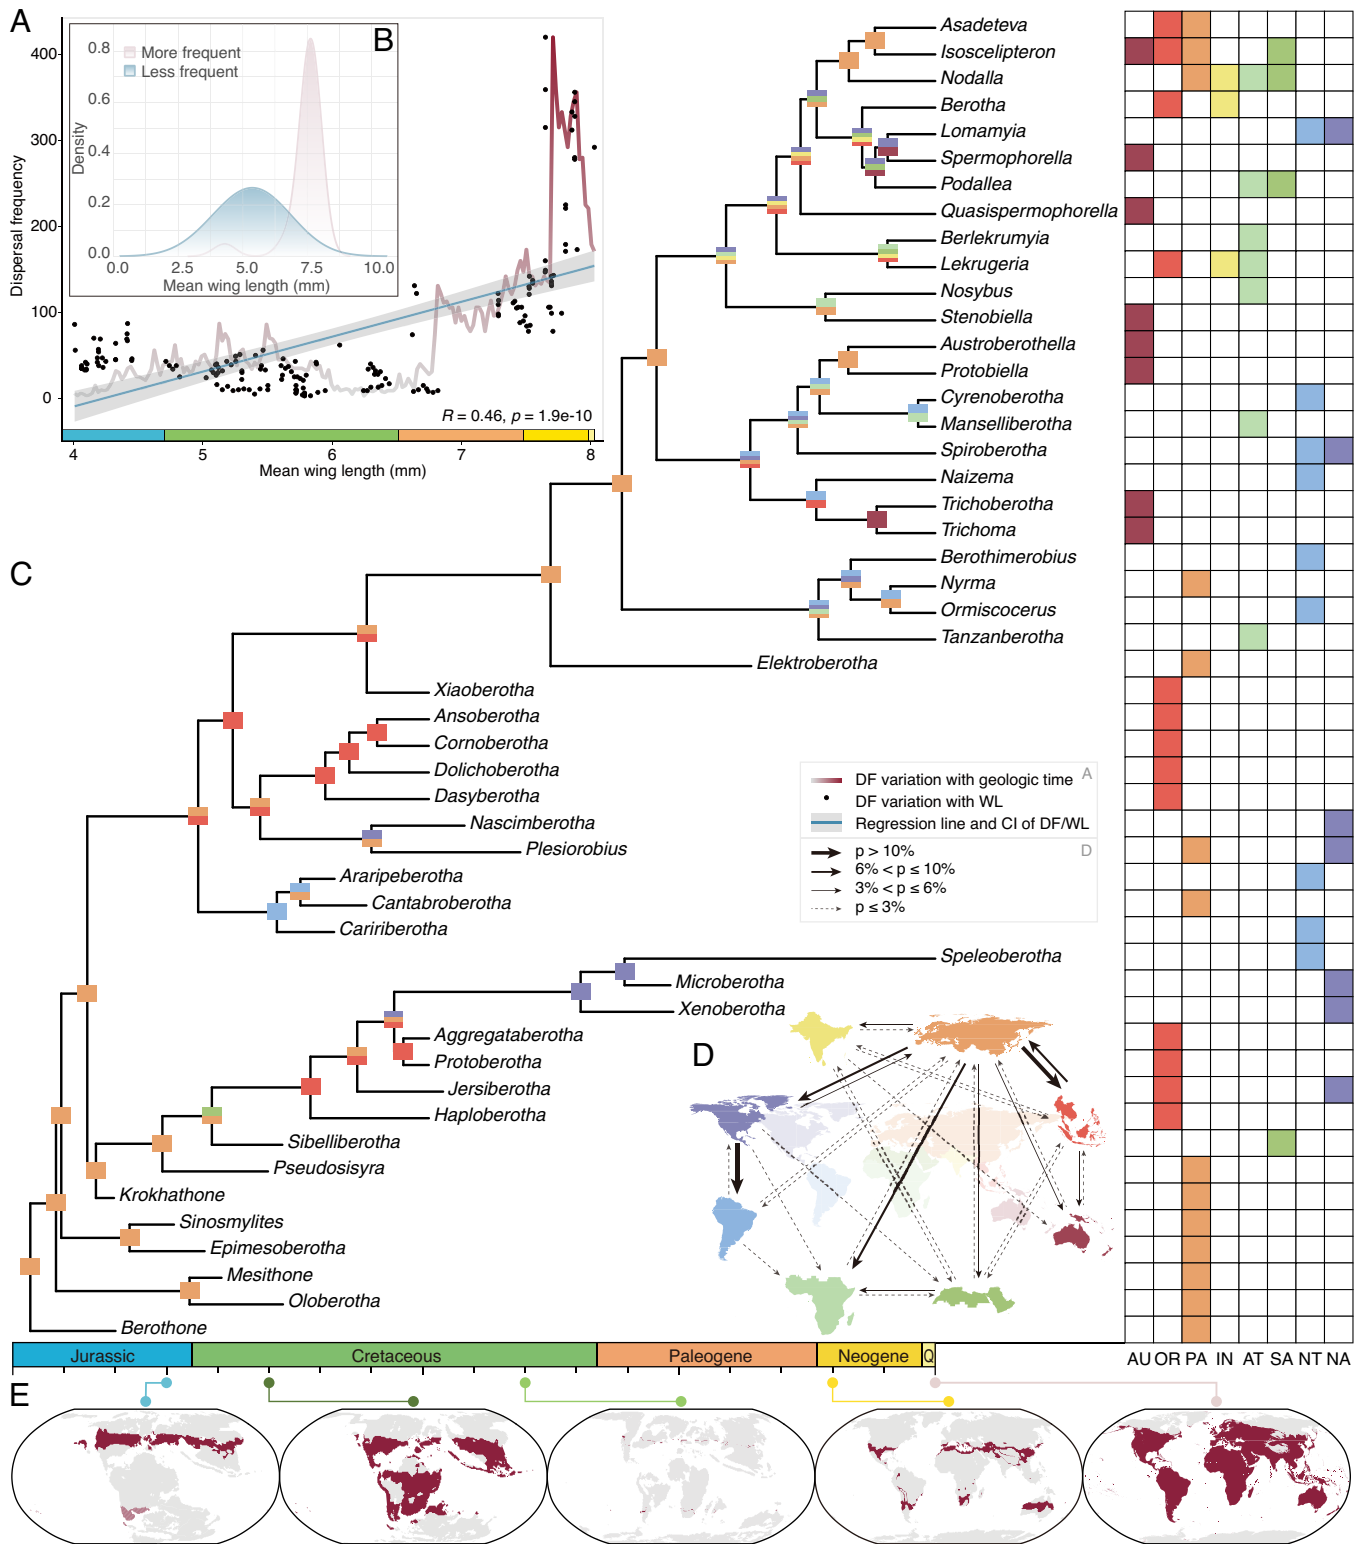 A
B
More frequent
Less frequent
0.8
0.6
0.4
0.2
0.0
Density
0.0 2.5 5.0 7.5 10.0
Mean wing length (mm)
400
300
200
100
0
Dispersal frequency
R = 0.46, p = 1.9e-10
4 5 6 7 8
Mean wing length (mm)
C
Asadeteva
Isoscelipteron
Nodalla
Berotha
Lomamyia
Spermophorella
Podallea
Quasispermophorella
Berlekrumyia
Lekrugeria
Nosybus
Stenobiella
Austroberothella
Protobiella
Cyrenoberotha
Manselliberotha
Spiroberotha
Naizema
Trichoberotha
Trichoma
Berothimerobius
Nyrma
Ormiscocerus
Tanzanberotha
Elektroberotha
Xiaoberotha
Ansoberotha
Cornoberotha
Dolichoberotha
Dasyberotha
Nascimberotha
Plesiorobius
Araripeberotha
Cantabroberotha
Caririberotha
Speleoberotha
Microberotha
Xenoberotha
Aggregataberotha
Protoberotha
Jersiberotha
Haploberotha
Sibelliberotha
Pseudosisyra
Krokhathone
Sinosmylites
Epimesoberotha
Mesithone
Oloberotha
Berothone
A
DF variation with geologic time
DF variation with WL
Regression line and CI of DF/WL
D
p > 10%
6% < p ≤ 10%
3% < p ≤ 6%
p ≤ 3%
D
Jurassic Cretaceous Paleogene Neogene Q
AU OR PA IN AT SA NT NA
E